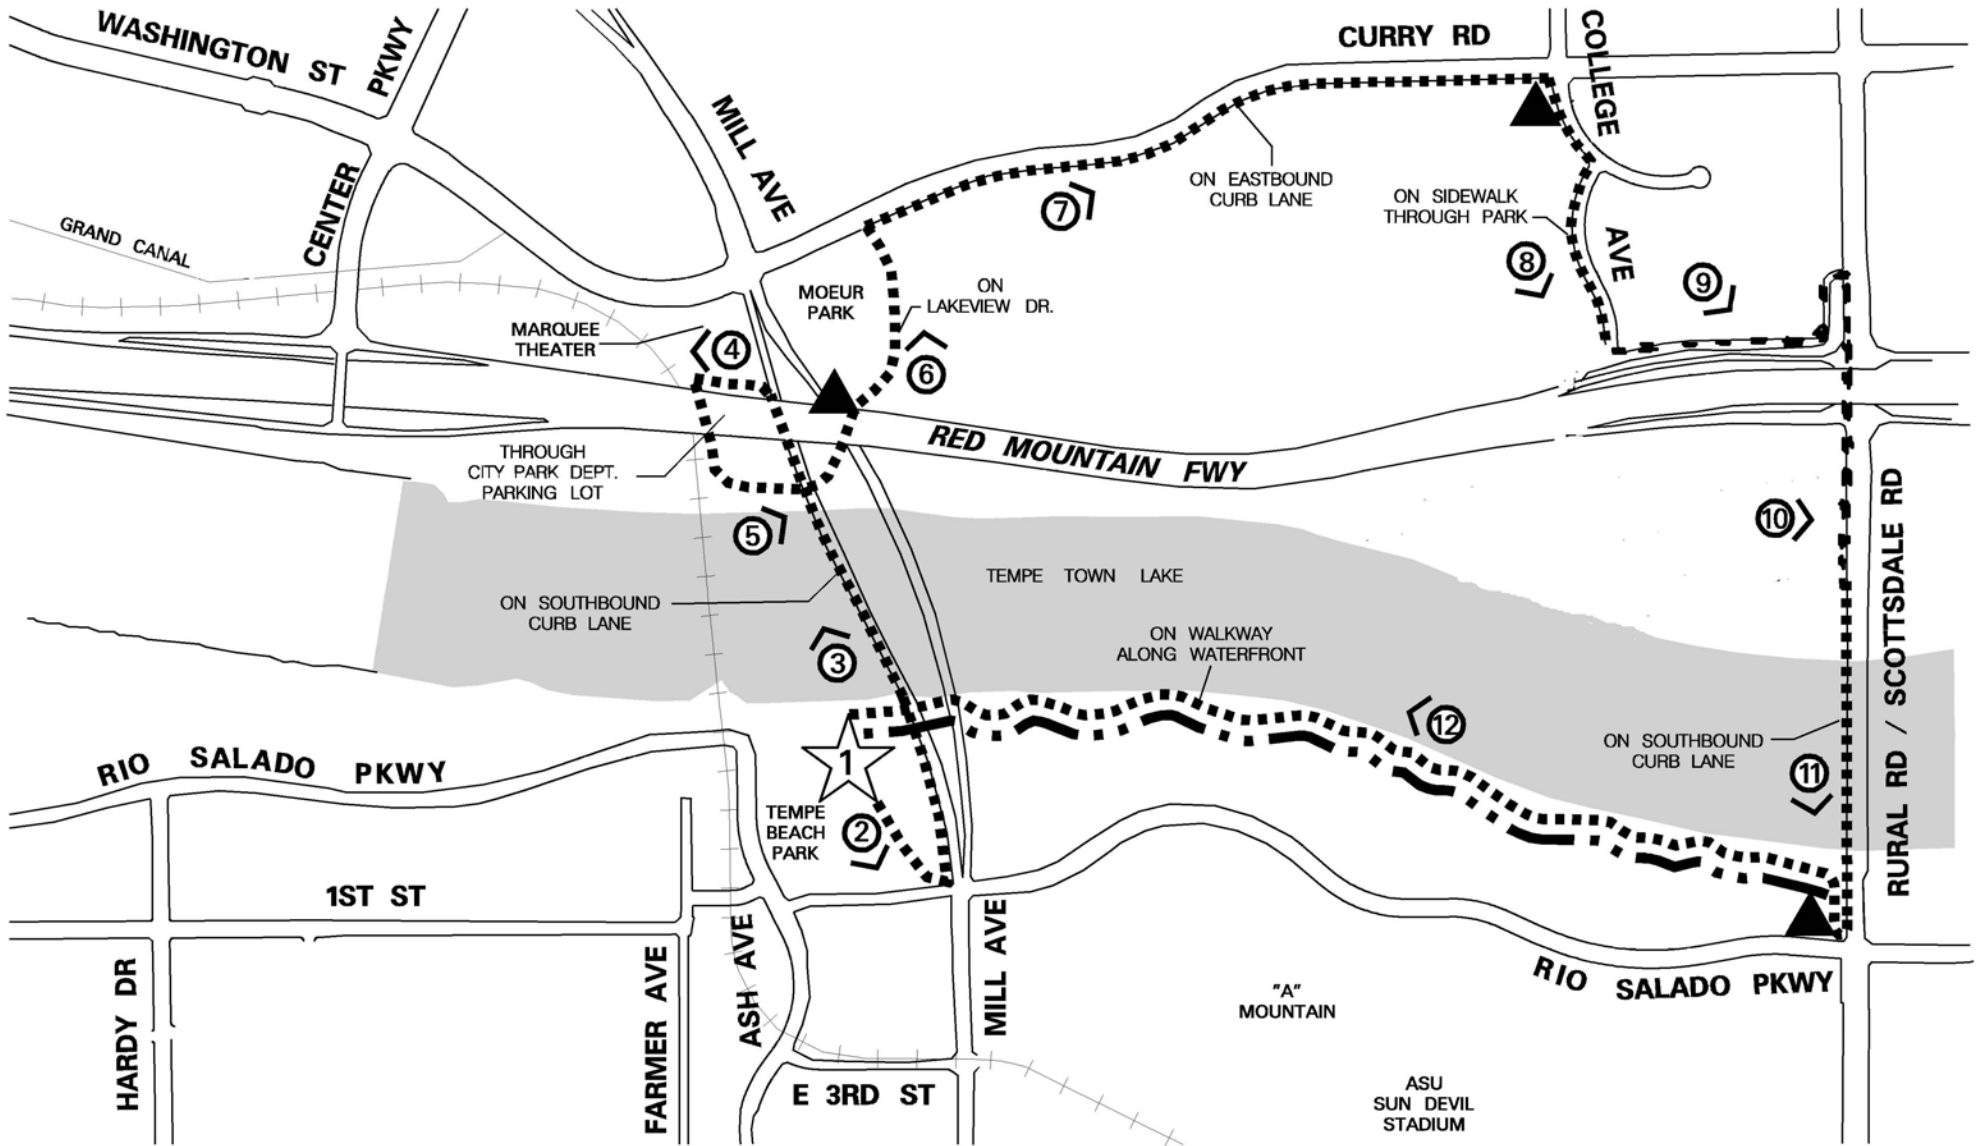 WASHINGTON ST
PKWY
CENTER
MILL AVE
CURRY RD
COLLEGE
AVE
GRAND CANAL
ON EASTBOUND
CURB LANE
ON SIDEWALK
THROUGH PARK
7
8
9
MOEUR
PARK
ON
LAKEVIEW DR.
MARQUEE
THEATER
4
6
THROUGH
CITY PARK DEPT.
PARKING LOT
RED MOUNTAIN FWY
5
10
RURAL RD / SCOTTSDALE RD
TEMPE TOWN LAKE
ON SOUTHBOUND
CURB LANE
ON WALKWAY
ALONG WATERFRONT
3
12
ON SOUTHBOUND
CURB LANE
11
RIO SALADO PKWY
1
TEMPE
BEACH
PARK
2
1ST ST
HARDY DR
FARMER AVE
ASH AVE
MILL AVE
RIO SALADO PKWY
"A"
MOUNTAIN
E 3RD ST
ASU
SUN DEVIL
STADIUM